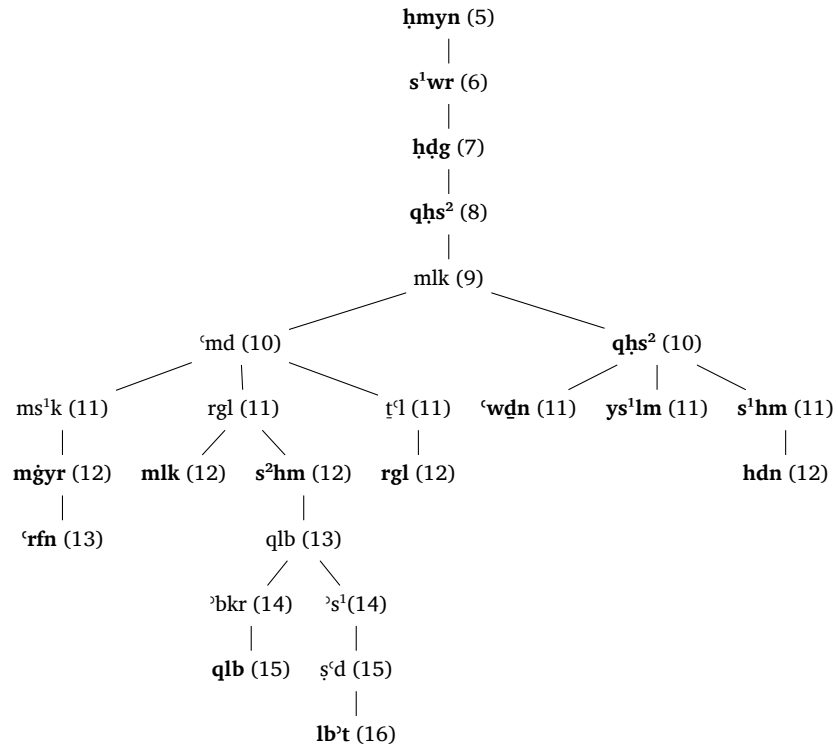 ḥmyn (5)
s¹wr (6)
ḥḍg (7)
qḥs² (8)
mlk (9)
ʿmd (10) qḥs² (10)
ms¹k (11) rgl (11) ṯʿl (11) ʿwḏn (11) ys¹lm (11) s¹hm (11)
mġyr (12) mlk (12) s²hm (12) rgl (12) hdn (12)
ʿrfn (13) qlb (13)
ʾbkr (14) ʾs¹(14)
qlb (15) ṣʿd (15)
lbʾt (16)